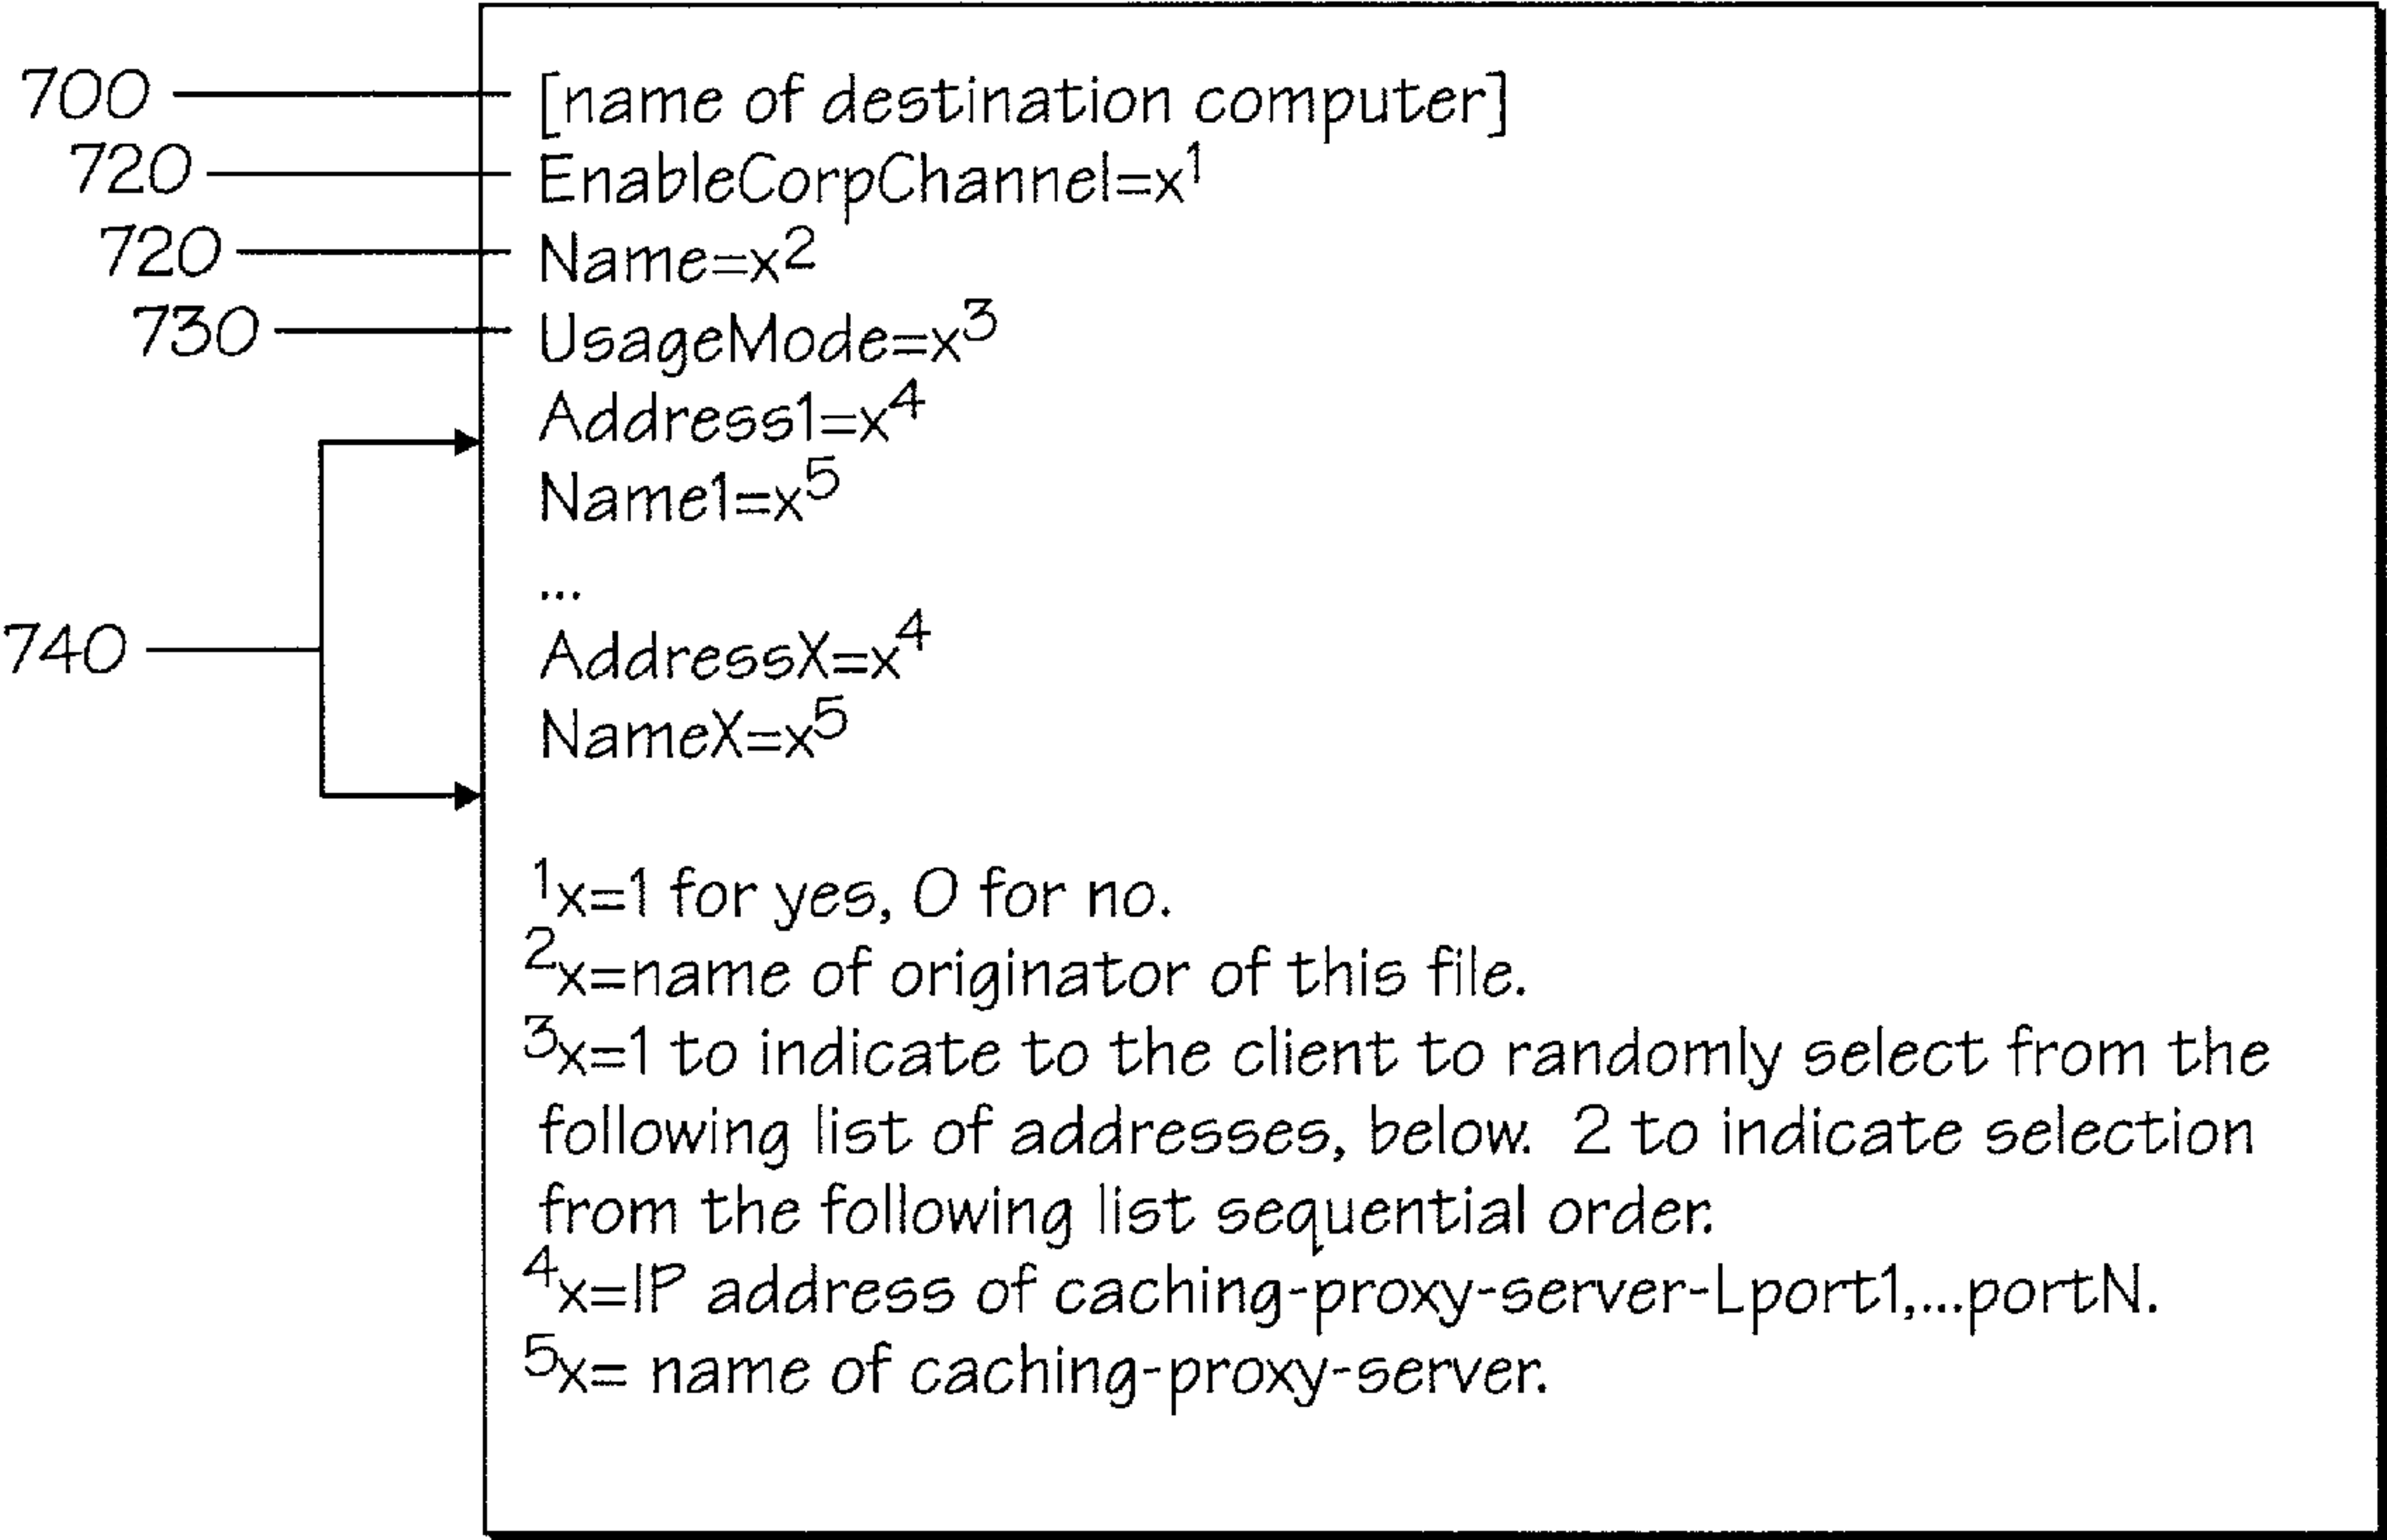 700 [name of destination computer]
720 EnableCorpChannel=x¹
720 Name=x²
730 UsageMode=x³
Address1=x⁴
Name1=x⁵
...
740 AddressX=x⁴
NameX=x⁵
¹x=1 for yes, 0 for no.
²x=name of originator of this file.
³x=1 to indicate to the client to randomly select from the
following list of addresses, below. 2 to indicate selection
from the following list sequential order.
⁴x=IP address of caching-proxy-server-Lport1,...portN.
⁵x= name of caching-proxy-server.